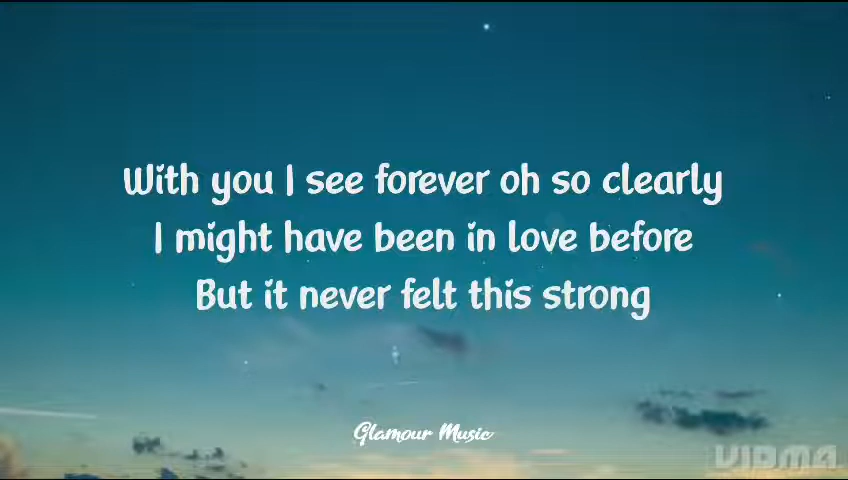 With you I see forever oh so clearly
I might have been in love before
But it never felt this strong
Glamour Music
VIDMA